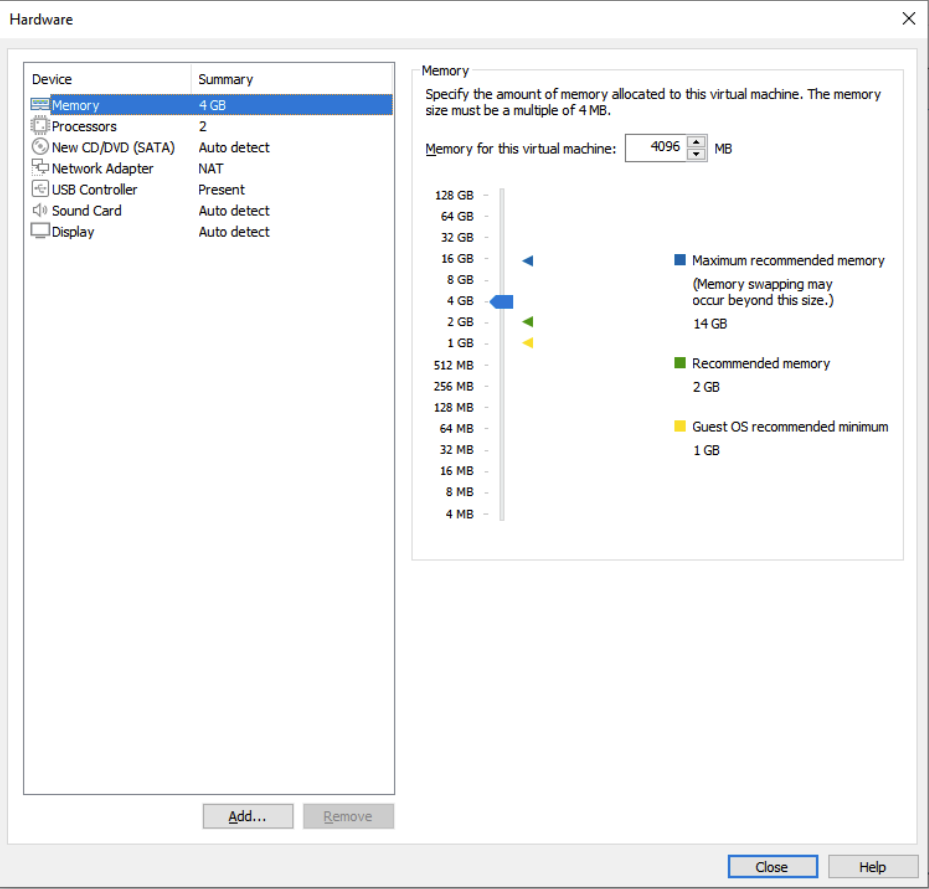 Hardware
Device Summary
Memory 4 GB
Processors 2
New CD/DVD (SATA) Auto detect
Network Adapter NAT
USB Controller Present
Sound Card Auto detect
Display Auto detect
Add...
Remove
Memory
Specify the amount of memory allocated to this virtual machine. The memory
size must be a multiple of 4 MB.
Memory for this virtual machine: 4096 MB
128 GB
64 GB
32 GB
16 GB
8 GB
4 GB
2 GB
1 GB
512 MB
256 MB
128 MB
64 MB
32 MB
16 MB
8 MB
4 MB
Maximum recommended memory
(Memory swapping may
occur beyond this size.)
14 GB
Recommended memory
2 GB
Guest OS recommended minimum
1 GB
Close
Help